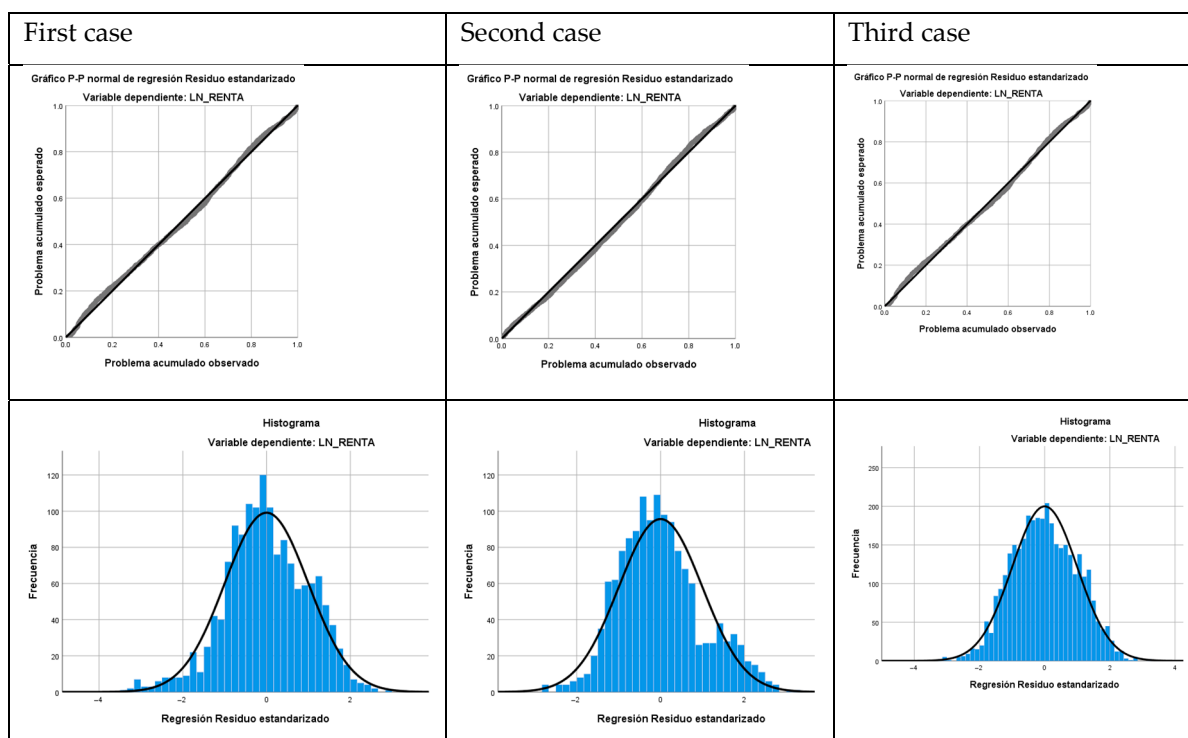 First case
Second case
Third case
Gráfico P-P normal de regresión Residuo estandarizado
Variable dependiente: LN_RENTA
Problema acumulado esperado
1.0
0.8
0.6
0.4
0.2
0.0
0.0 0.2 0.4 0.6 0.8 1.0
Problema acumulado observado
Gráfico P-P normal de regresión Residuo estandarizado
Variable dependiente: LN_RENTA
Problema acumulado esperado
1.0
0.8
0.6
0.4
0.2
0.0
0.0 0.2 0.4 0.6 0.8 1.0
Problema acumulado observado
Gráfico P-P normal de regresión Residuo estandarizado
Variable dependiente: LN_RENTA
Problema acumulado esperado
1.0
0.8
0.6
0.4
0.2
0.0
0.0 0.2 0.4 0.6 0.8 1.0
Problema acumulado observado
Histograma
Variable dependiente: LN_RENTA
Frecuencia
120
100
80
60
40
20
0
−4 −2 0 2
Regresión Residuo estandarizado
Histograma
Variable dependiente: LN_RENTA
Frecuencia
120
100
80
60
40
20
0
−2 0 2
Regresión Residuo estandarizado
Histograma
Variable dependiente: LN_RENTA
Frecuencia
250
200
150
100
50
0
−4 −2 0 2 4
Regresión Residuo estandarizado